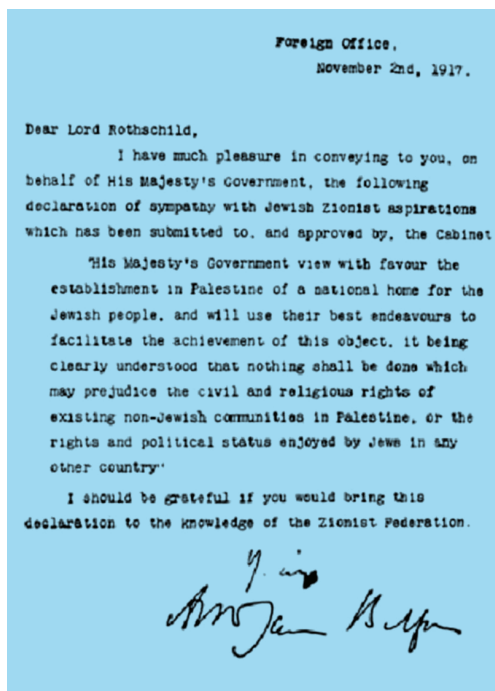 Foreign Office,
November 2nd, 1917.
Dear Lord Rothschild,
I have much pleasure in conveying to you, on
behalf of His Majesty's Government, the following
declaration of sympathy with Jewish Zionist aspirations
which has been submitted to, and approved by, the Cabinet
"His Majesty's Government view with favour the
establishment in Palestine of a national home for the
Jewish people, and will use their best endeavours to
facilitate the achievement of this object, it being
clearly understood that nothing shall be done which
may prejudice the civil and religious rights of
existing non-Jewish communities in Palestine, or the
rights and political status enjoyed by Jews in any
other country"
I should be grateful if you would bring this
declaration to the knowledge of the Zionist Federation.